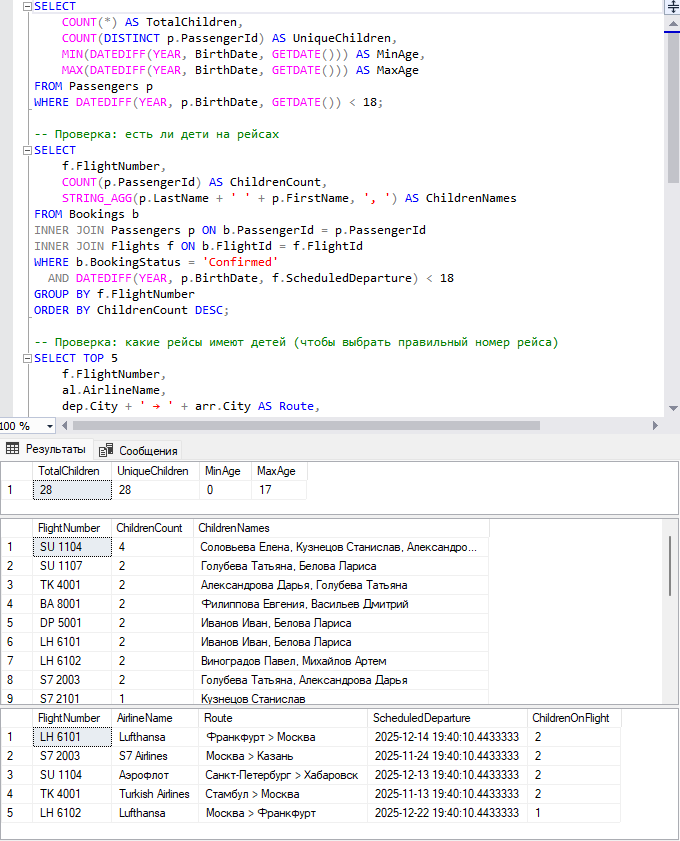 SELECT
COUNT(*) AS TotalChildren,
COUNT(DISTINCT p.PassengerId) AS UniqueChildren,
MIN(DATEDIFF(YEAR, BirthDate, GETDATE())) AS MinAge,
MAX(DATEDIFF(YEAR, BirthDate, GETDATE())) AS MaxAge
FROM Passengers p
WHERE DATEDIFF(YEAR, p.BirthDate, GETDATE()) < 18;
-- Проверка: есть ли дети на рейсах
SELECT
f.FlightNumber,
COUNT(p.PassengerId) AS ChildrenCount,
STRING_AGG(p.LastName + ' ' + p.FirstName, ', ') AS ChildrenNames
FROM Bookings b
INNER JOIN Passengers p ON b.PassengerId = p.PassengerId
INNER JOIN Flights f ON b.FlightId = f.FlightId
WHERE b.BookingStatus = 'Confirmed'
AND DATEDIFF(YEAR, p.BirthDate, f.ScheduledDeparture) < 18
GROUP BY f.FlightNumber
ORDER BY ChildrenCount DESC;
-- Проверка: какие рейсы имеют детей (чтобы выбрать правильный номер рейса)
SELECT TOP 5
f.FlightNumber,
al.AirlineName,
dep.City + ' → ' + arr.City AS Route,
100 %
Результаты Сообщения
TotalChildren UniqueChildren MinAge MaxAge
1 28 28 0 17
FlightNumber ChildrenCount ChildrenNames
1 SU 1104 4 Соловьева Елена, Кузнецов Станислав, Александро...
2 SU 1107 2 Голубева Татьяна, Белова Лариса
3 TK 4001 2 Александрова Дарья, Голубева Татьяна
4 BA 8001 2 Филиппова Евгения, Васильев Дмитрий
5 DP 5001 2 Иванов Иван, Белова Лариса
6 LH 6101 2 Иванов Иван, Белова Лариса
7 LH 6102 2 Виноградов Павел, Михайлов Артем
8 S7 2003 2 Голубева Татьяна, Александрова Дарья
9 S7 2101 1 Кузнецов Станислав
FlightNumber AirlineName Route ScheduledDeparture ChildrenOnFlight
1 LH 6101 Lufthansa Франкфурт > Москва 2025-12-14 19:40:10.4433333 2
2 S7 2003 S7 Airlines Москва > Казань 2025-11-24 19:40:10.4433333 2
3 SU 1104 Аэрофлот Санкт-Петербург > Хабаровск 2025-12-13 19:40:10.4433333 2
4 TK 4001 Turkish Airlines Стамбул > Москва 2025-11-13 19:40:10.4433333 2
5 LH 6102 Lufthansa Москва > Франкфурт 2025-12-22 19:40:10.4433333 1